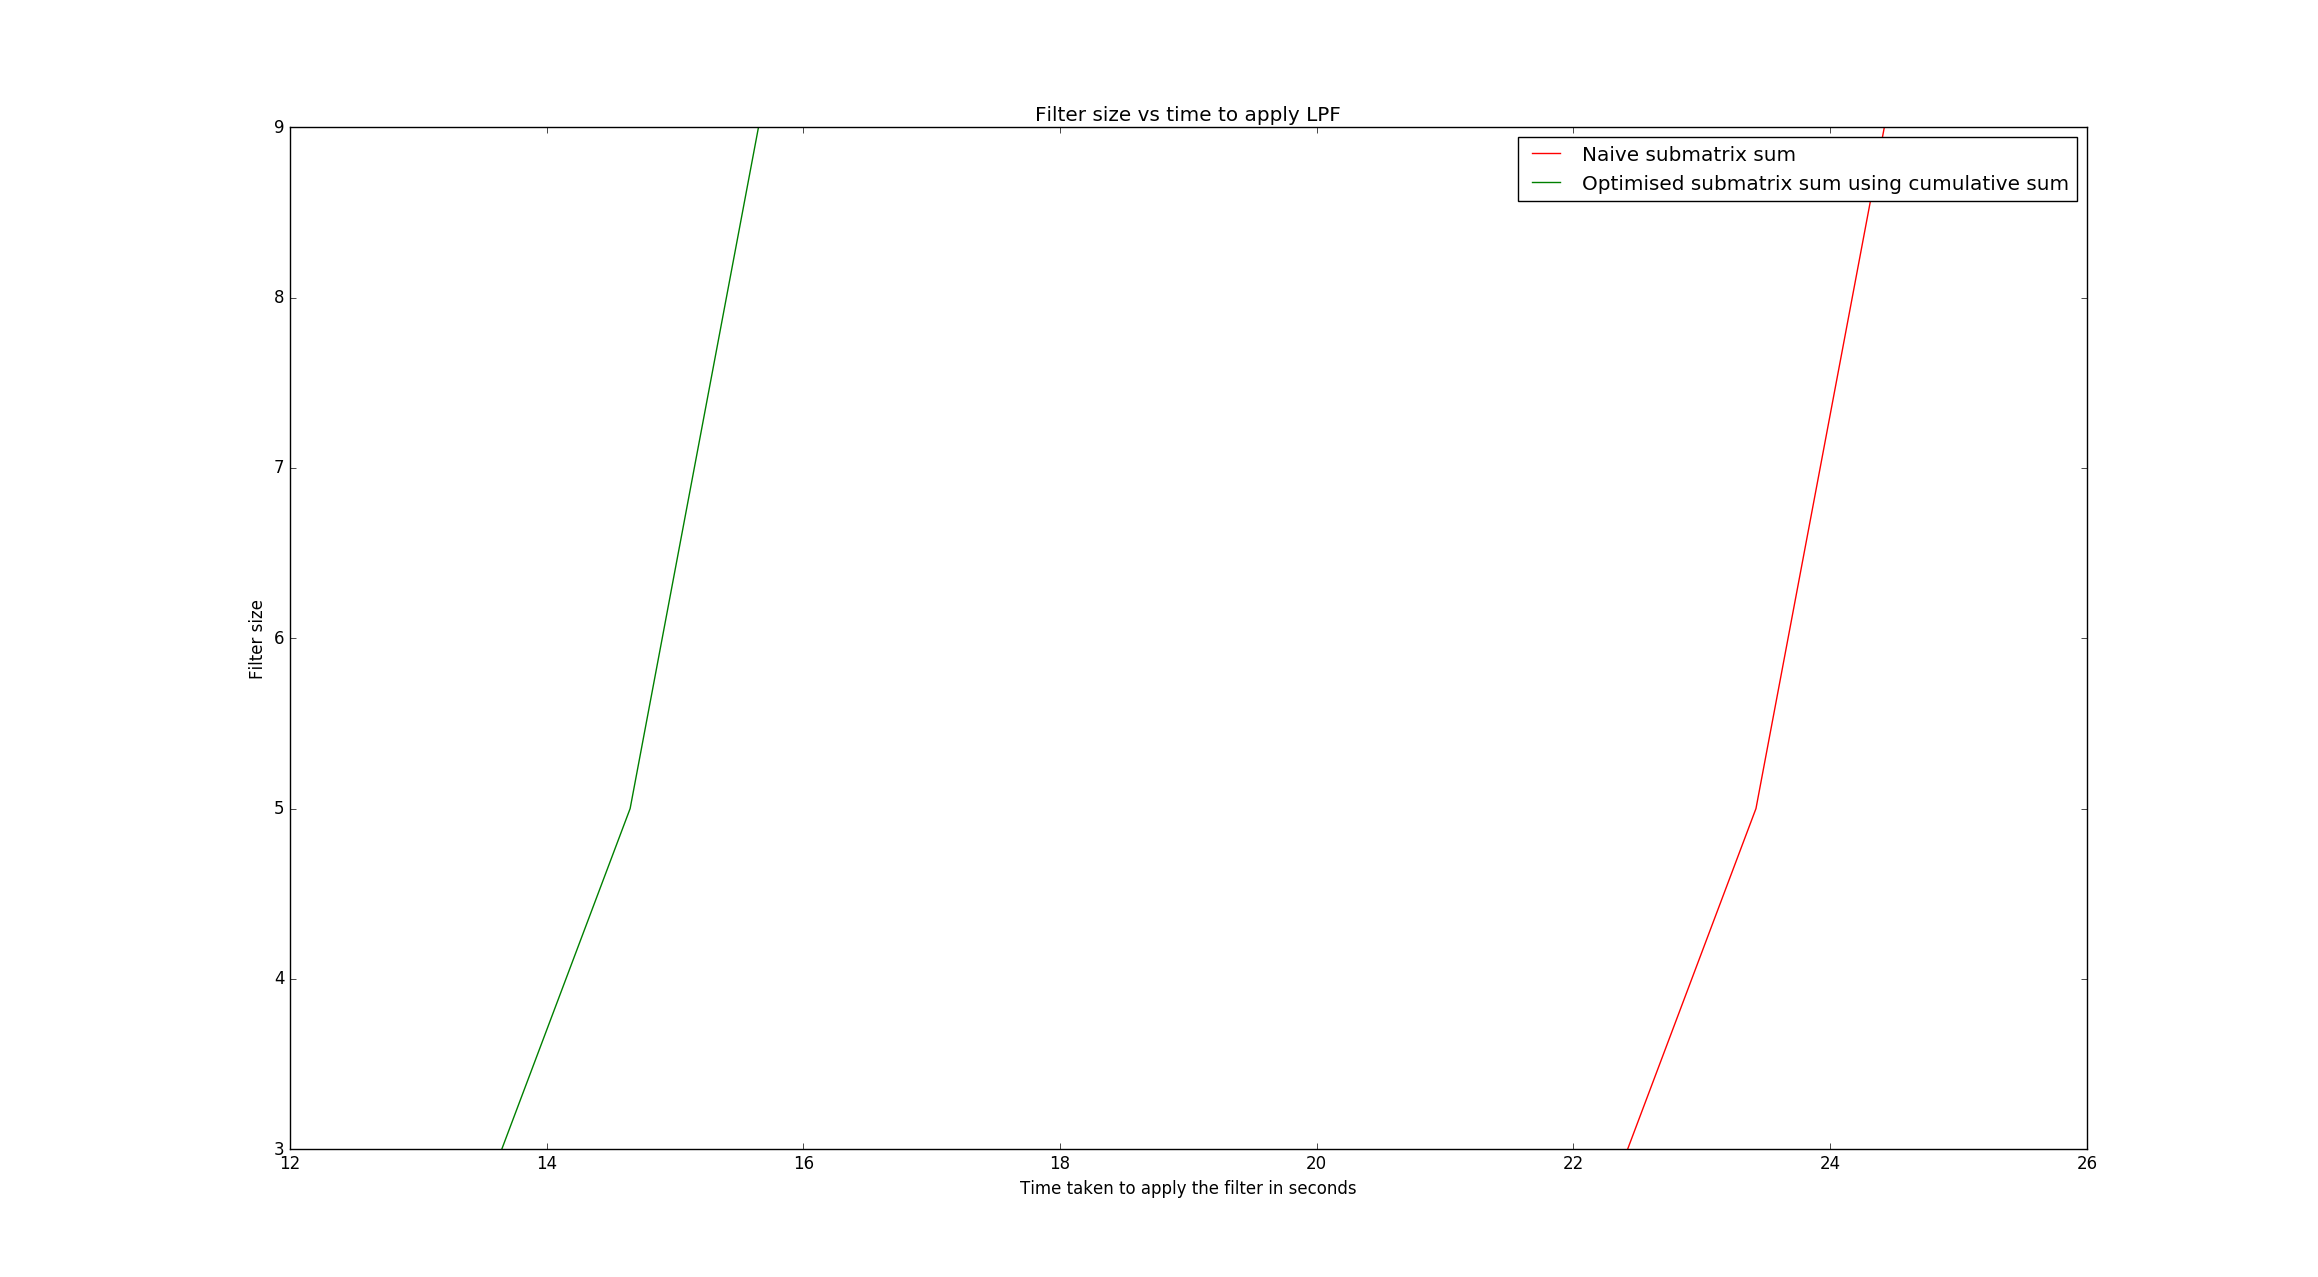 Filter size vs time to apply LPF
Naive submatrix sum
Optimised submatrix sum using cumulative sum
9
8
7
6
5
4
3
Filter size
12 14 16 18 20 22 24 26
Time taken to apply the filter in seconds